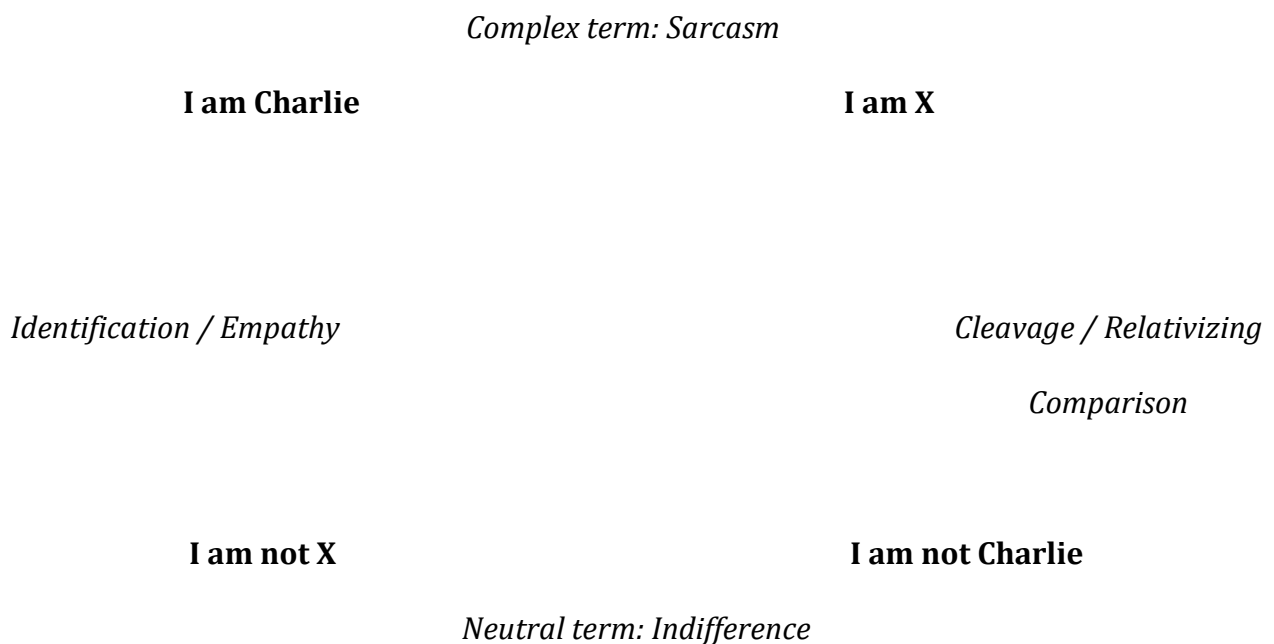 Complex term: Sarcasm
I am Charlie
I am X
Identification / Empathy
Cleavage / Relativizing
Comparison
I am not X
I am not Charlie
Neutral term: Indifference